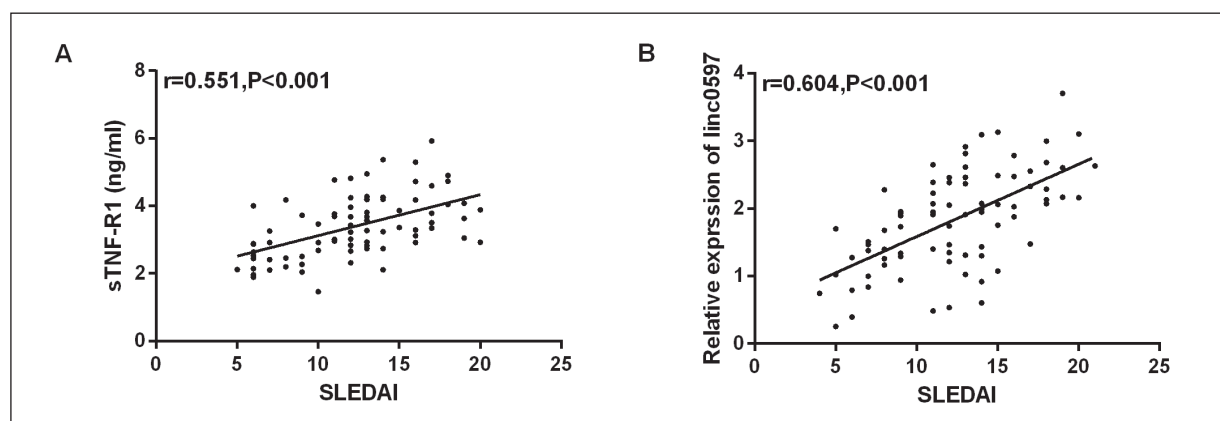 A
r=0.551,P<0.001
sTNF-R1 (ng/ml)
8
6
4
2
0
0 5 10 15 20 25
SLEDAI
B
r=0.604,P<0.001
Relative exprssion of linc0597
4
3
2
1
0
0 5 10 15 20 25
SLEDAI